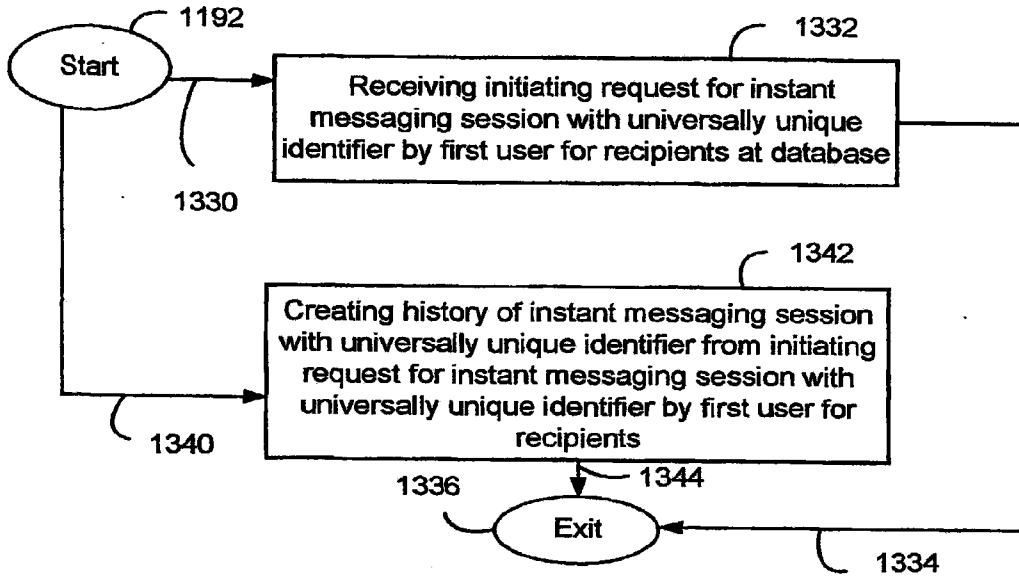 1192
Start
1332
Receiving initiating request for instant
messaging session with universally unique
identifier by first user for recipients at database
1330
1342
Creating history of instant messaging session
with universally unique identifier from initiating
request for instant messaging session with
universally unique identifier by first user for
recipients
1340
1344
1336
Exit
1334